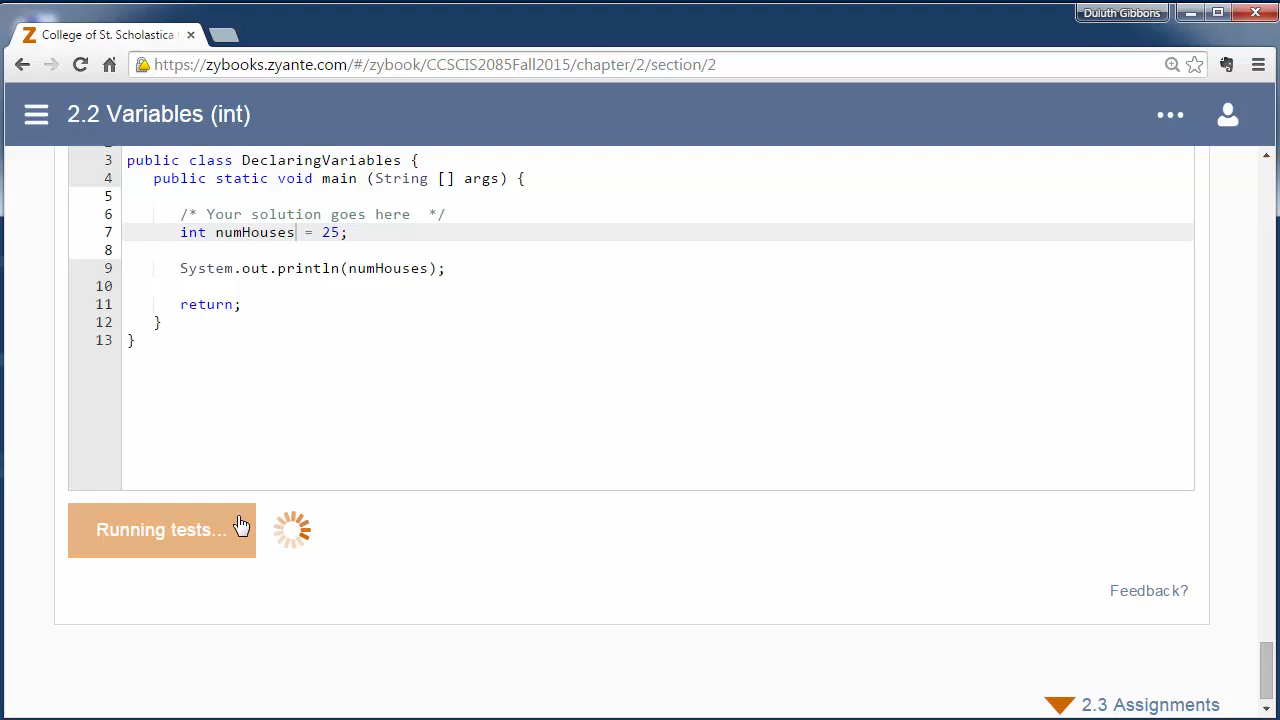 Duluth Gibbons
College of St. Scholastica
https://zybooks.zyante.com/#/zybook/CCSCIS2085Fall2015/chapter/2/section/2
2.2 Variables (int)
3 public class DeclaringVariables {
4 public static void main (String [] args) {
5
6 /* Your solution goes here */
7 int numHouses = 25;
8
9 System.out.println(numHouses);
10
11 return;
12 }
13 }
Running tests...
Feedback?
2.3 Assignments